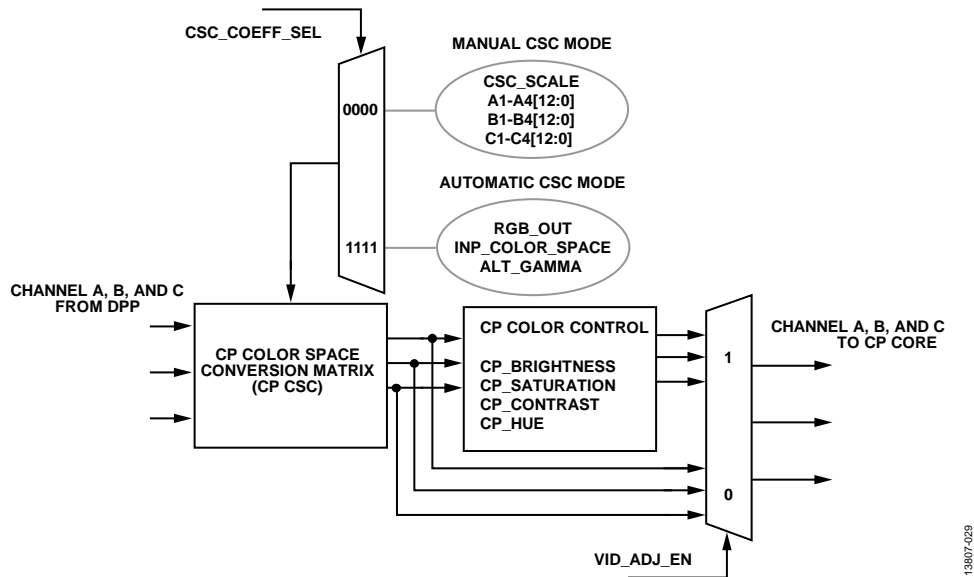 CSC_COEFF_SEL
MANUAL CSC MODE
0000
CSC_SCALE
A1-A4[12:0]
B1-B4[12:0]
C1-C4[12:0]
AUTOMATIC CSC MODE
1111
RGB_OUT
INP_COLOR_SPACE
ALT_GAMMA
CHANNEL A, B, AND C
FROM DPP
CP COLOR SPACE
CONVERSION MATRIX
(CP CSC)
CP COLOR CONTROL
CP_BRIGHTNESS
CP_SATURATION
CP_CONTRAST
CP_HUE
1
0
CHANNEL A, B, AND C
TO CP CORE
VID_ADJ_EN
13807-029